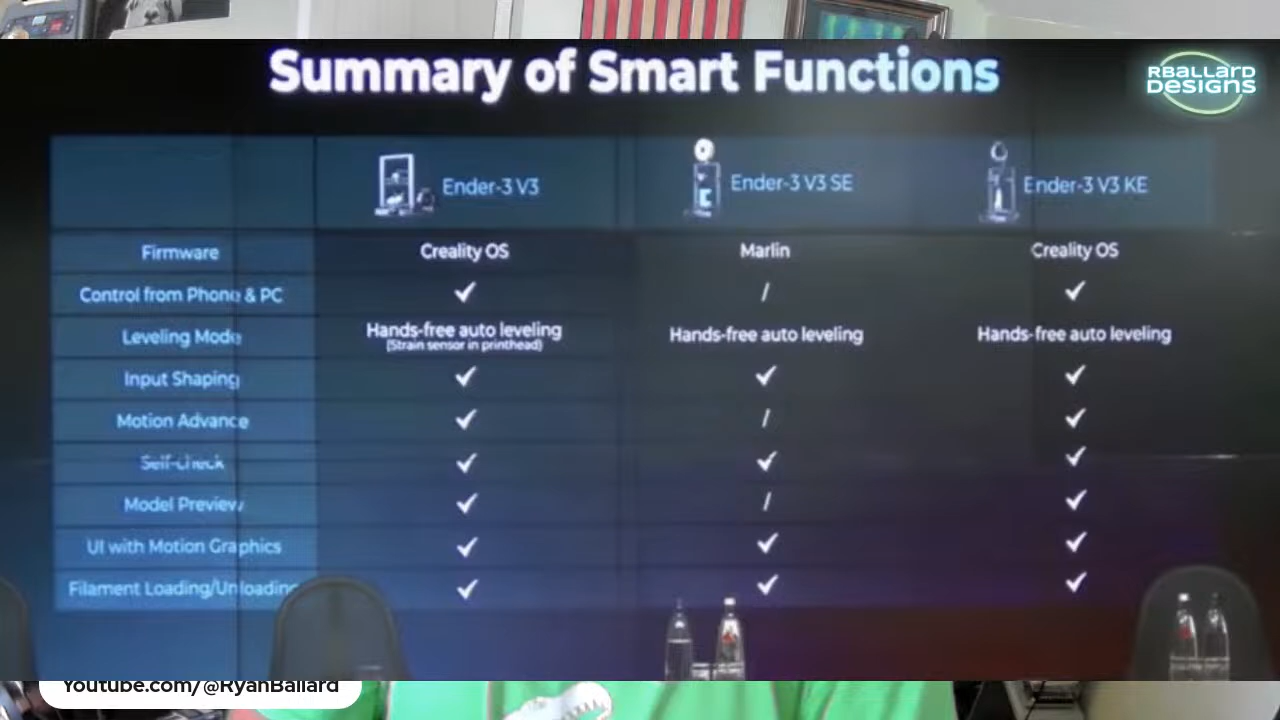 Summary of Smart Functions
RBALLARD
DESIGNS
Ender-3 V3
Ender-3 V3 SE
Ender-3 V3 KE
Firmware
Creality OS
Marlin
Creality OS
Control from Phone & PC
✓
/
✓
Leveling Mode
Hands-free auto leveling
(Strain sensor in printhead)
Hands-free auto leveling
Hands-free auto leveling
Input Shaping
✓
✓
✓
Motion Advance
✓
/
✓
Self-check
✓
✓
✓
Model Preview
✓
/
✓
UI with Motion Graphics
✓
✓
✓
Filament Loading/Unloading
✓
✓
✓
Youtube.com/@RyanBallard